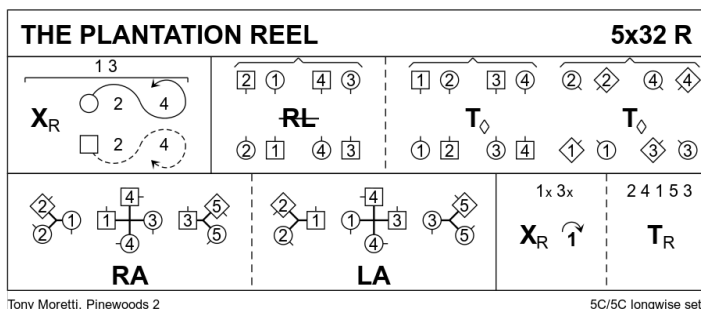 THE PLANTATION REEL 5x32 R
1 3
X R
2 4
2 4
2 1 4 3
RL
2 1 4 3
1 2 3 4
T
1 2 3 4
2 2 4 4
T
1 1 3 3
2 2 1
4 1 3 4
3 5 5
RA
2 2 1
4 1 3 4
3 5 5
LA
1x 3x
X R 1
2 4 1 5 3
T R
Tony Moretti, Pinewoods 2
5C/5C longwise set